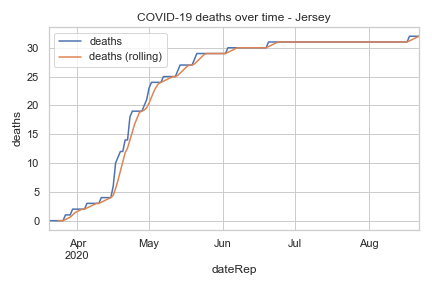 COVID-19 deaths over time - Jersey
deaths
deaths (rolling)
30
25
20
15
10
5
0
deaths
Apr
2020
May
Jun
Jul
Aug
dateRep